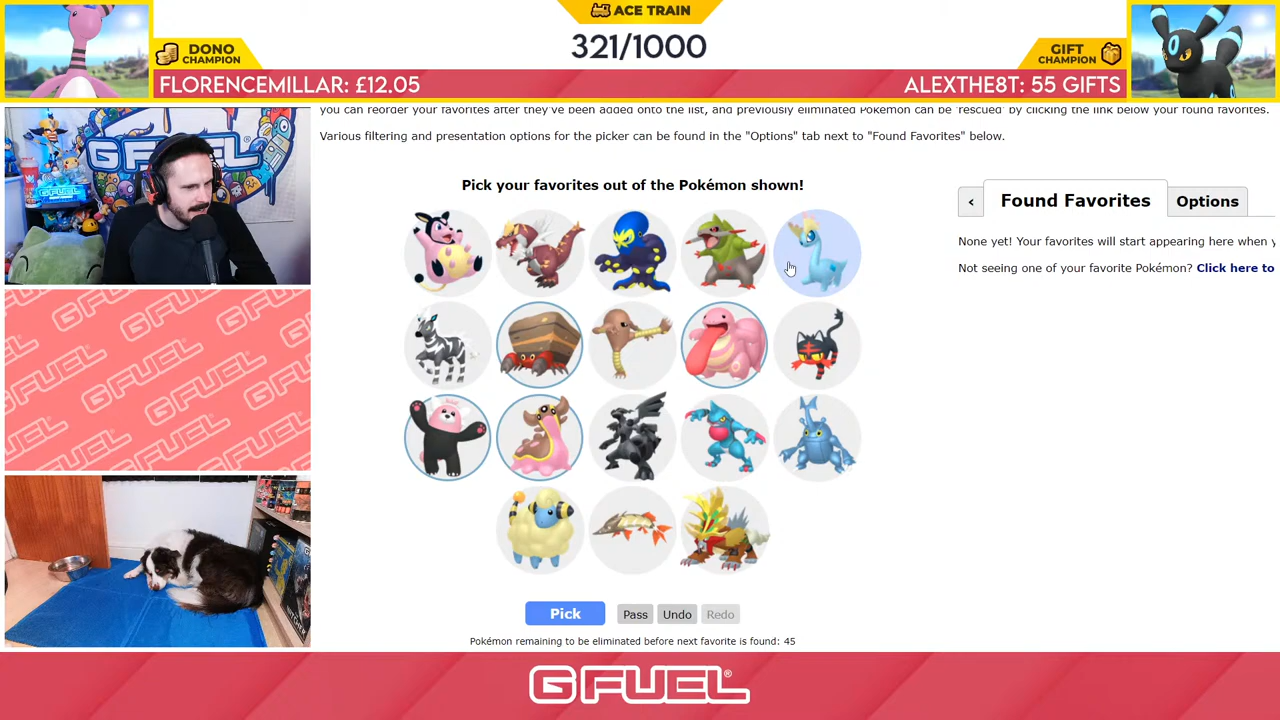 ACE TRAIN
321/1000
DONO
CHAMPION
FLORENCEMILLAR: £12.05
GIFT
CHAMPION
ALEXTHE8T: 55 GIFTS
you can reorder your favorites after they've been added onto the list, and previously eliminated Pokémon can be 'rescued' by clicking the link below your found favorites.
Various filtering and presentation options for the picker can be found in the "Options" tab next to "Found Favorites" below.
Pick your favorites out of the Pokémon shown!
‹ Found Favorites Options
None yet! Your favorites will start appearing here when y
Not seeing one of your favorite Pokémon? Click here to
Pick Pass Undo Redo
Pokémon remaining to be eliminated before next favorite is found: 45
G FUEL
G FUEL®